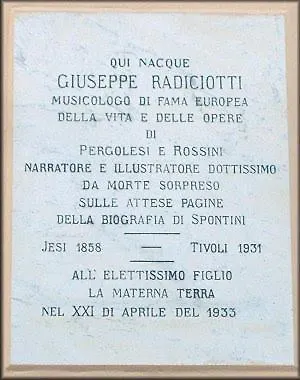 QUI NACQUE
GIUSEPPE RADICIOTTI
MUSICOLOGO DI FAMA EUROPEA
DELLA VITA E DELLE OPERE
DI
PERGOLESI E ROSSINI
NARRATORE E ILLUSTRATORE DOTTISSIMO
DA MORTE SORPRESO
SULLE ATTESE PAGINE
DELLA BIOGRAFIA DI SPONTINI
JESI 1858 — TIVOLI 1931
ALL' ELETTISSIMO FIGLIO
LA MATERNA TERRA
NEL XXI DI APRILE DEL 1933